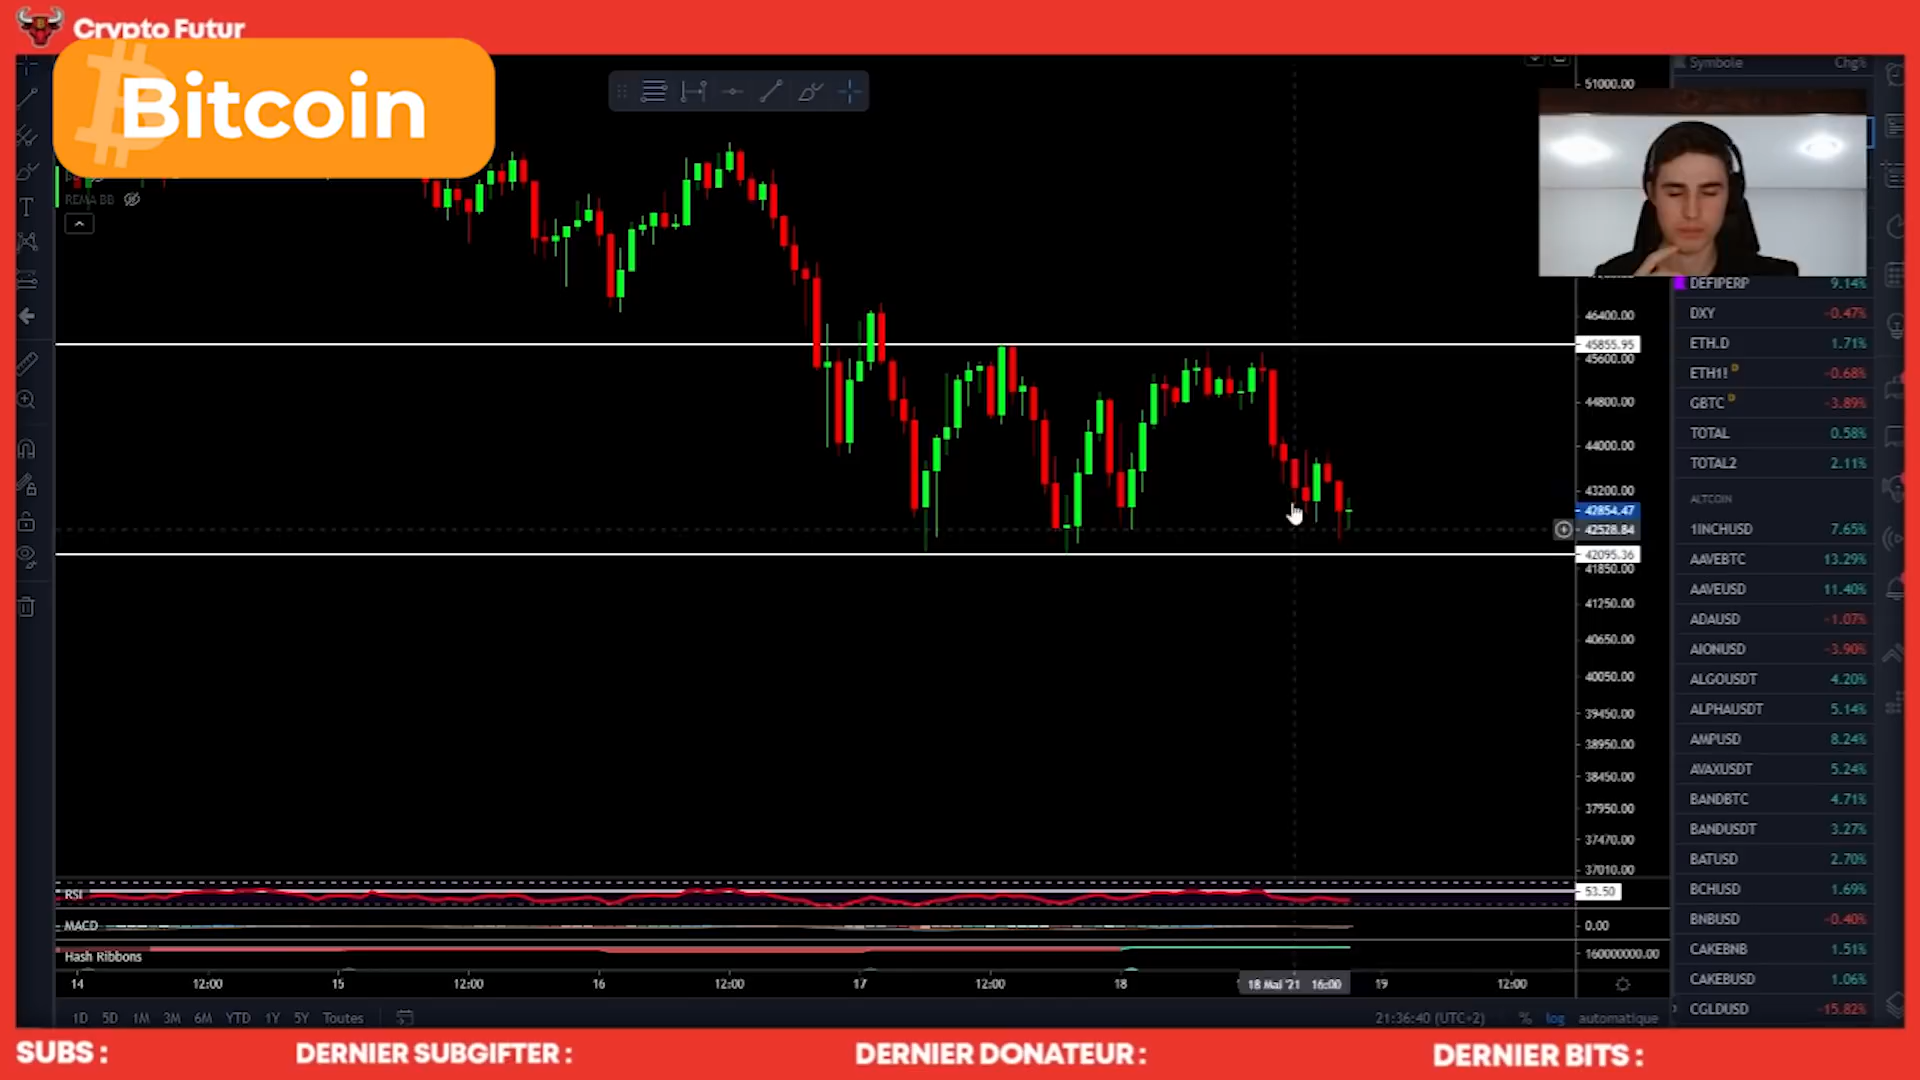 Crypto Futur
Bitcoin
REMA BB
Symbole Chg%
51000.00
46400.00
45855.95
45600.00
44800.00
44000.00
43200.00
42854.47
42528.84
42095.36
41850.00
41250.00
40650.00
40050.00
39450.00
38950.00
38450.00
37950.00
37470.00
37010.00
DEFIPERP 9.14%
DXY -0.47%
ETH.D 1.71%
ETH1! D -0.68%
GBTC D -3.89%
TOTAL 0.58%
TOTAL2 2.11%
ALTCOIN
1INCHUSD 7.65%
AAVEBTC 13.29%
AAVEUSD 11.40%
ADAUSD -1.07%
AIONUSD -3.90%
ALGOUSDT 4.20%
ALPHAUSDT 5.14%
AMPUSD 8.24%
AVAXUSDT 5.24%
BANDBTC 4.71%
BANDUSDT 3.27%
BATUSD 2.70%
BCHUSD 1.69%
BNBUSD -0.40%
CAKEBNB 1.51%
CAKEBUSD 1.06%
CGLDUSD -15.82%
RSI 53.50
MACD 0.00
Hash Ribbons 160000000.00
14 12:00 15 12:00 16 12:00 17 12:00 18 18 Mai '21 16:00 19 12:00
1D 5D 1M 3M 6M YTD 1Y 5Y Toutes 21:36:40 (UTC+2) % log automatique
SUBS : DERNIER SUBGIFTER : DERNIER DONATEUR : DERNIER BITS :